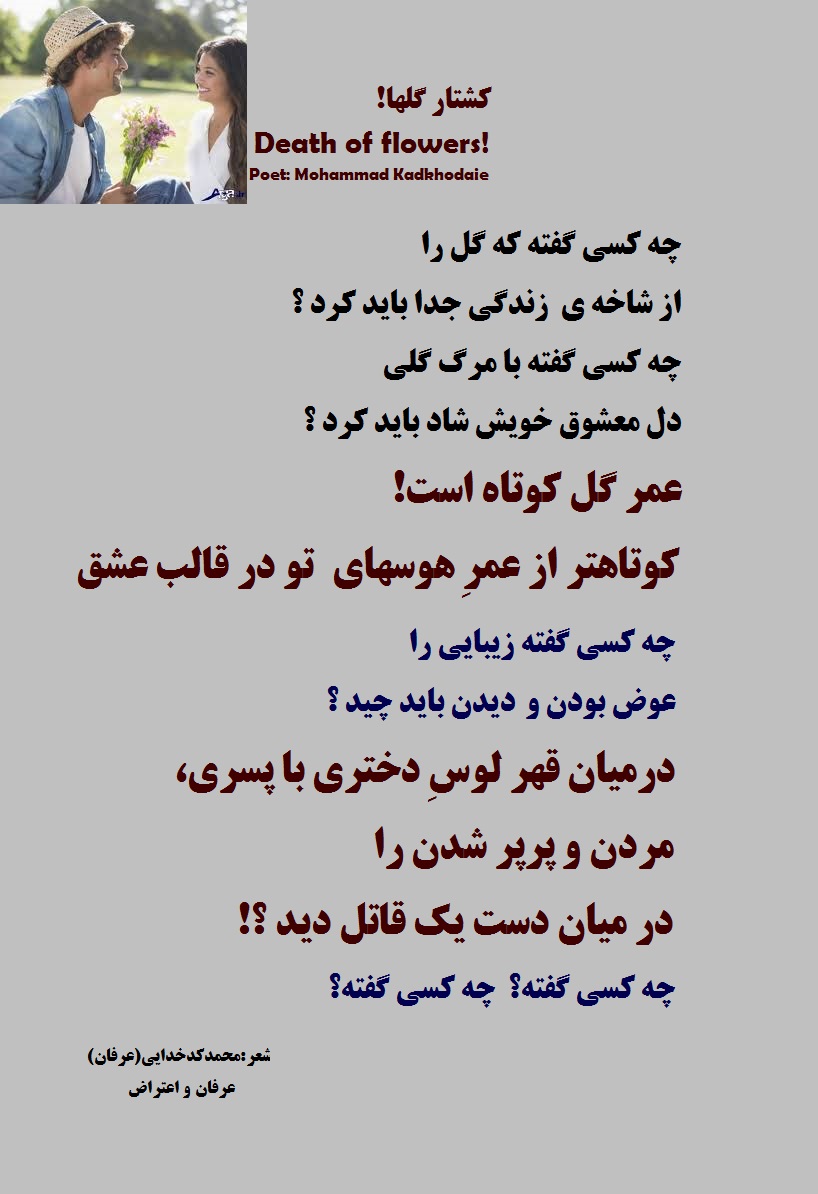 کشتار گلها!
Death of flowers!
Poet: Mohammad Kadkhodaie
چه کسی گفته که گل را
از شاخه ی زندگی جدا باید کرد ؟
چه کسی گفته با مرگ گلی
دل معشوق خویش شاد باید کرد ؟
عمر گل کوتاه است!
کوتاهتر از عمرِ هوسهای تو در قالب عشق
چه کسی گفته زیبایی را
عوض بودن و دیدن باید چید ؟
درمیان قهر لوسِ دختری با پسری،
مردن و پرپر شدن را
در میان دست یک قاتل دید ؟!
چه کسی گفته؟ چه کسی گفته؟
شعر:محمدکدخدایی(عرفان)
عرفان و اعتراض